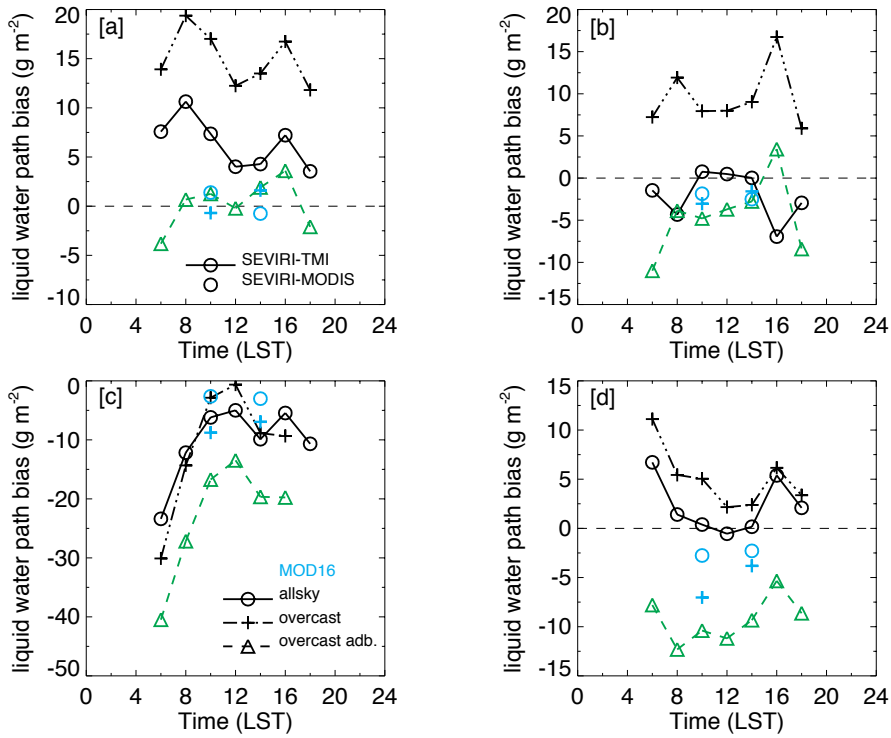 [a]
liquid water path bias (g m-2)
20
15
10
5
0
-5
-10
SEVIRI-TMI
SEVIRI-MODIS
0 4 8 12 16 20 24
Time (LST)
[b]
liquid water path bias (g m-2)
20
15
10
5
0
-5
-10
-15
0 4 8 12 16 20 24
Time (LST)
[c]
liquid water path bias (g m-2)
0
-10
-20
-30
-40
-50
MOD16
allsky
overcast
overcast adb.
0 4 8 12 16 20 24
Time (LST)
[d]
liquid water path bias (g m-2)
15
10
5
0
-5
-10
-15
0 4 8 12 16 20 24
Time (LST)